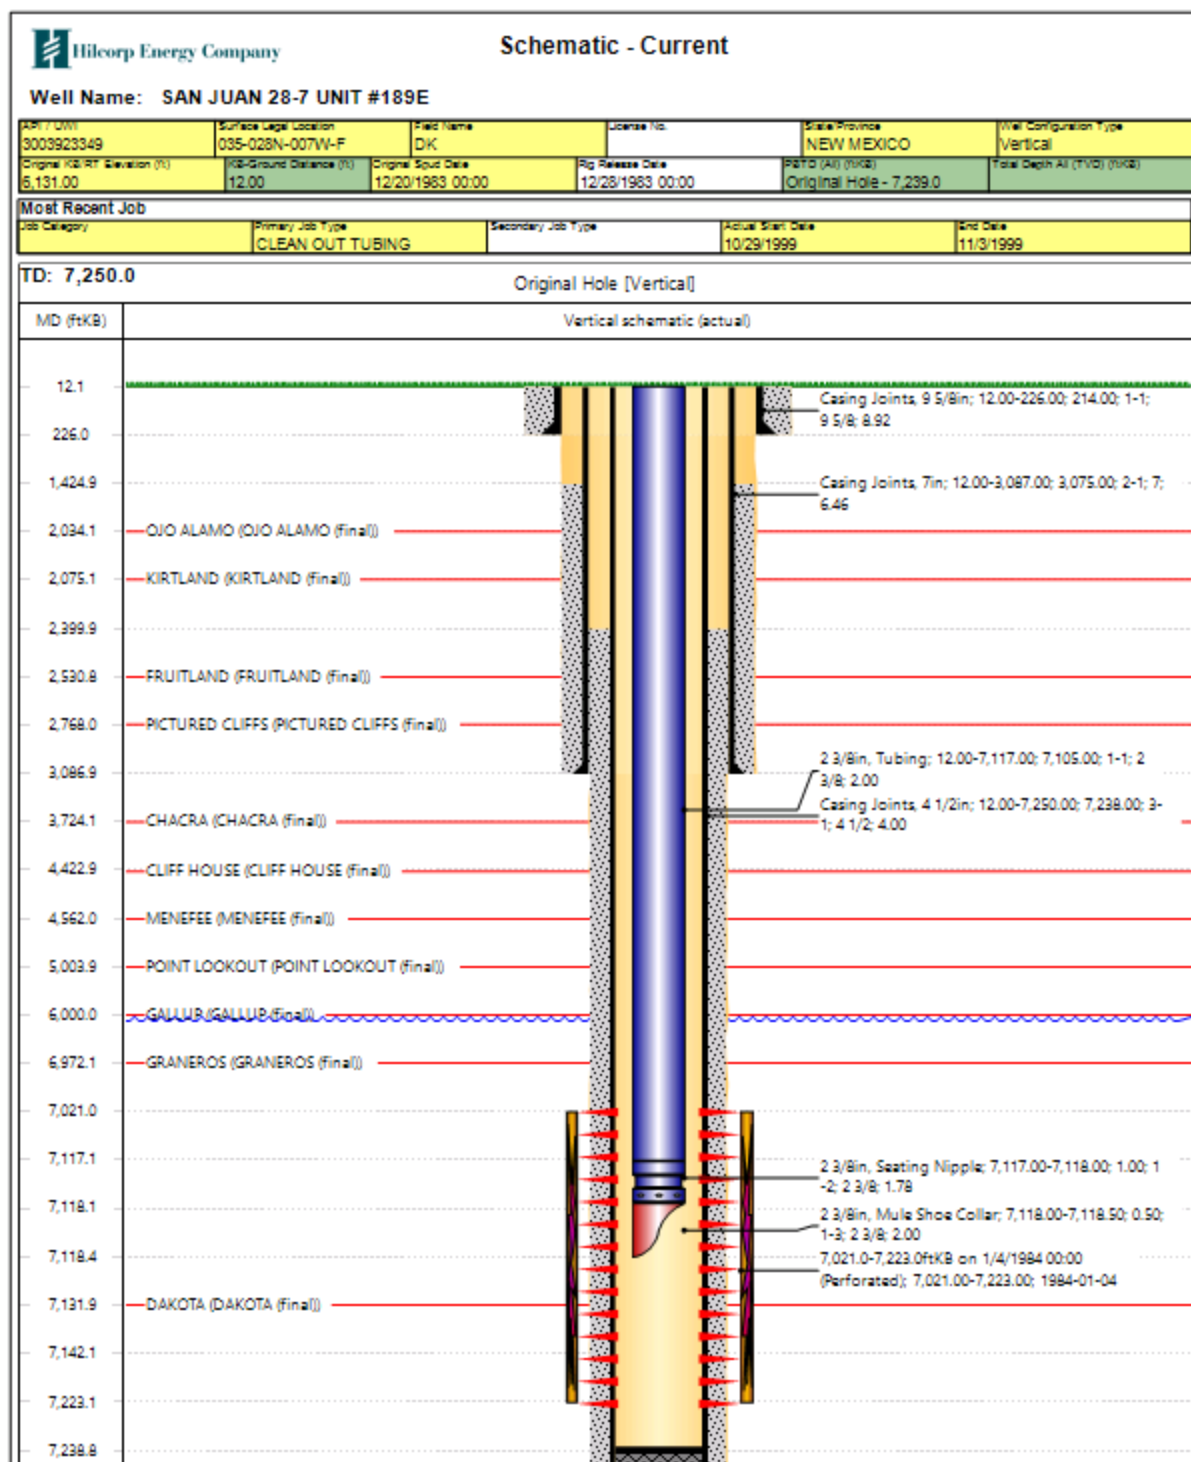 Hilcorp Energy Company
Schematic - Current
Well Name: SAN JUAN 28-7 UNIT #189E
API / UWI Surface Legal Location Field Name License No. State/Province Well Configuration Type
3003923349 035-028N-007W-F DK NEW MEXICO Vertical
Original KB/RT Elevation (ft) KB-Ground Distance (ft) Original Spud Date Rig Release Date PBTD (All) (ftKB) Total Depth All (TVD) (ftKB)
6,131.00 12.00 12/20/1983 00:00 12/28/1983 00:00 Original Hole - 7,239.0
Most Recent Job
Job Category Primary Job Type Secondary Job Type Actual Start Date End Date
CLEAN OUT TUBING 10/29/1999 11/3/1999
TD: 7,250.0
Original Hole [Vertical]
MD (ftKB) Vertical schematic (actual)
12.1
Casing Joints, 9 5/8in; 12.00-226.00; 214.00; 1-1;
9 5/8; 8.92
226.0
1,424.9
Casing Joints, 7in; 12.00-3,087.00; 3,075.00; 2-1; 7;
6.46
2,034.1 OJO ALAMO (OJO ALAMO (final))
2,075.1 KIRTLAND (KIRTLAND (final))
2,399.9
2,530.8 FRUITLAND (FRUITLAND (final))
2,768.0 PICTURED CLIFFS (PICTURED CLIFFS (final))
2 3/8in, Tubing; 12.00-7,117.00; 7,105.00; 1-1; 2
3/8; 2.00
3,086.9
Casing Joints, 4 1/2in; 12.00-7,250.00; 7,238.00; 3-
1; 4 1/2; 4.00
3,724.1 CHACRA (CHACRA (final))
4,422.9 CLIFF HOUSE (CLIFF HOUSE (final))
4,562.0 MENEFEE (MENEFEE (final))
5,003.9 POINT LOOKOUT (POINT LOOKOUT (final))
6,000.0 GALLUP (GALLUP (final))
6,972.1 GRANEROS (GRANEROS (final))
7,021.0
7,117.1
2 3/8in, Seating Nipple; 7,117.00-7,118.00; 1.00; 1
-2; 2 3/8; 1.78
7,118.1
2 3/8in, Mule Shoe Collar; 7,118.00-7,118.50; 0.50;
1-3; 2 3/8; 2.00
7,118.4
7,021.0-7,223.0ftKB on 1/4/1984 00:00
(Perforated); 7,021.00-7,223.00; 1984-01-04
7,131.9 DAKOTA (DAKOTA (final))
7,142.1
7,223.1
7,238.8